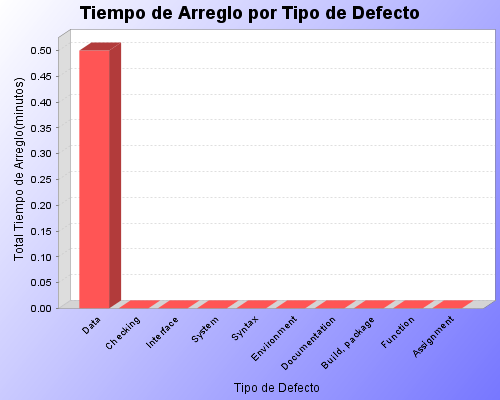 Tiempo de Arreglo por Tipo de Defecto
Total Tiempo de Arreglo(minutos)
0.50
0.45
0.40
0.35
0.30
0.25
0.20
0.15
0.10
0.05
0.00
Data
Checking
Interface
System
Syntax
Environment
Documentation
Build, package
Function
Assignment
Tipo de Defecto